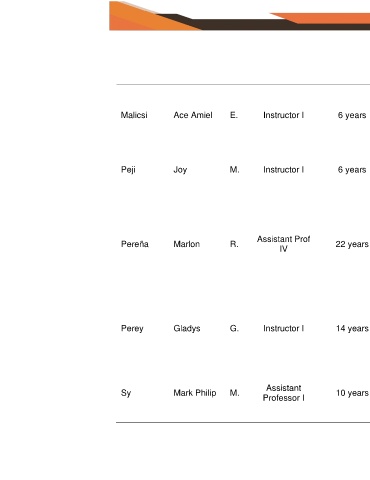 Malicsi Ace Amiel E. Instructor I 6 years
Peji Joy M. Instructor I 6 years
Pereña Marlon R. Assistant Prof IV 22 years
Perey Gladys G. Instructor I 14 years
Sy Mark Philip M. Assistant Professor I 10 years